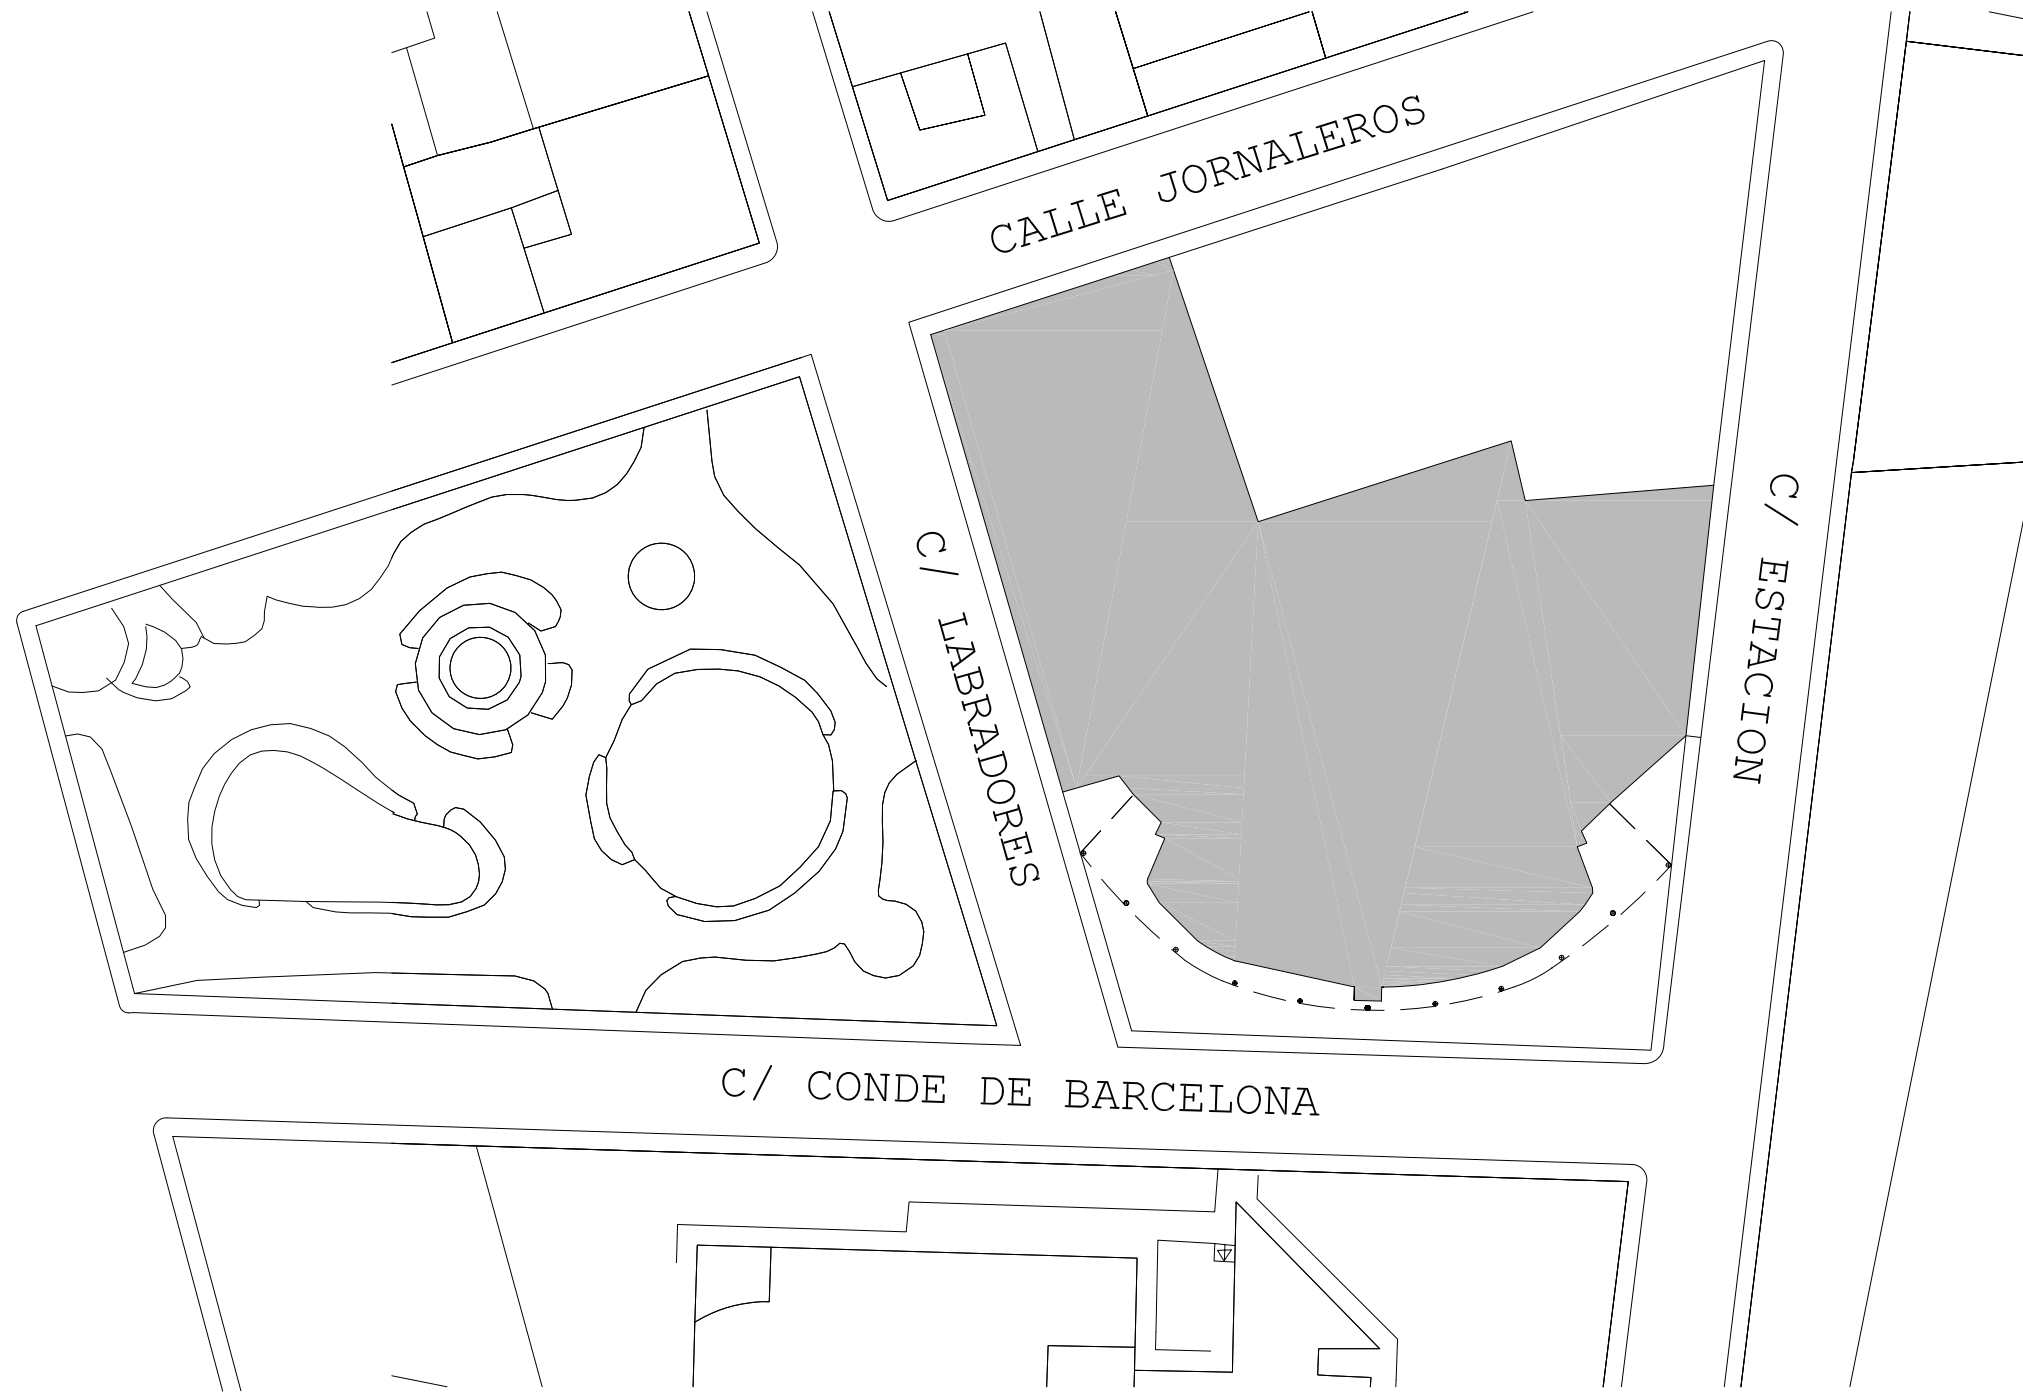 CALLE JORNALEROS
C/ ESTACION
C/ LABRADORES
C/ CONDE DE BARCELONA